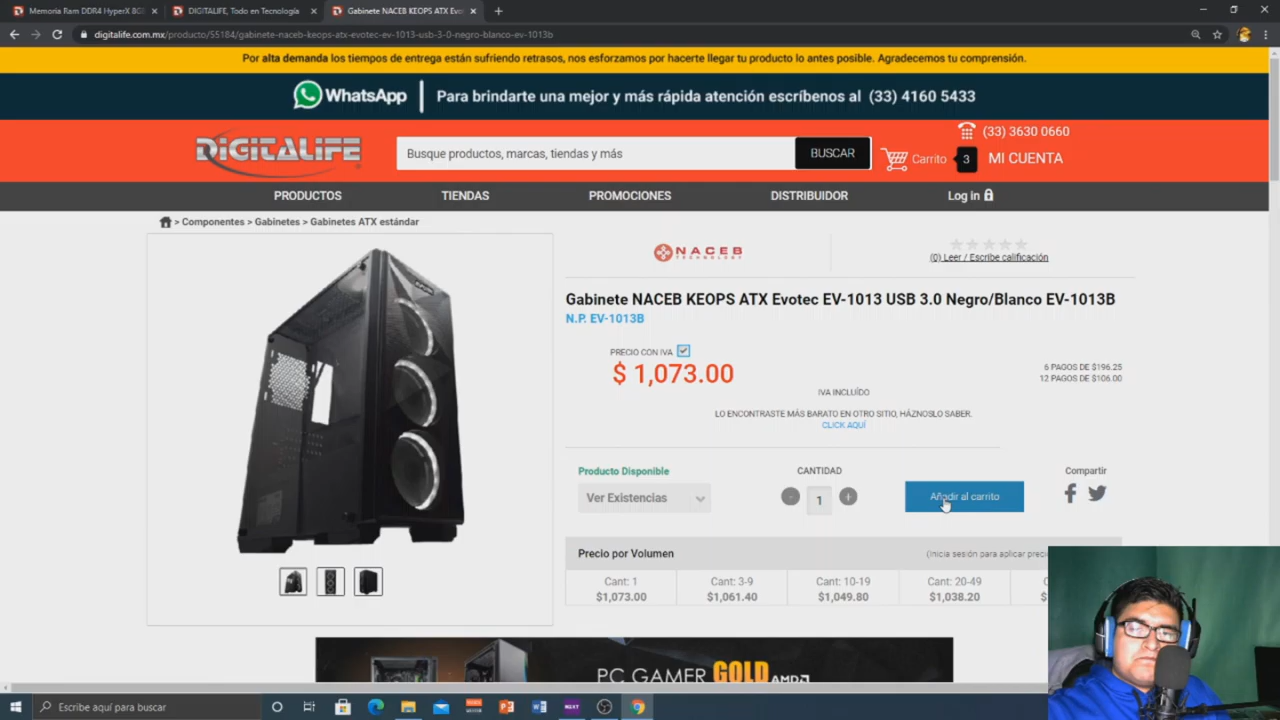 Memoria Ram DDR4 HyperX 8GB
DIGITALIFE, Todo en Tecnología
Gabinete NACEB KEOPS ATX Evo
digitalife.com.mx/producto/55184/gabinete-naceb-keops-atx-evotec-ev-1013-usb-3-0-negro-blanco-ev-1013b
Por alta demanda los tiempos de entrega están sufriendo retrasos, nos esforzamos por hacerte llegar tu producto lo antes posible. Agradecemos tu comprensión.
WhatsApp Para brindarte una mejor y más rápida atención escríbenos al (33) 4160 5433
(33) 3630 0660
DIGITALIFE Busque productos, marcas, tiendas y más BUSCAR Carrito 3 MI CUENTA
PRODUCTOS TIENDAS PROMOCIONES DISTRIBUIDOR Log in
> Componentes > Gabinetes > Gabinetes ATX estándar
NACEB
TECHNOLOGY
(0) Leer / Escribe calificación
Gabinete NACEB KEOPS ATX Evotec EV-1013 USB 3.0 Negro/Blanco EV-1013B
N.P. EV-1013B
PRECIO CON IVA
$ 1,073.00
6 PAGOS DE $196.25
12 PAGOS DE $106.00
IVA INCLUÍDO
LO ENCONTRASTE MÁS BARATO EN OTRO SITIO, HÁZNOSLO SABER.
CLICK AQUÍ
Producto Disponible CANTIDAD Compartir
Ver Existencias - 1 + Añadir al carrito
Precio por Volumen (Inicia sesión para aplicar preci
Cant: 1 Cant: 3-9 Cant: 10-19 Cant: 20-49 C
$1,073.00 $1,061.40 $1,049.80 $1,038.20 $
PC GAMER GOLD AMD
Escribe aquí para buscar